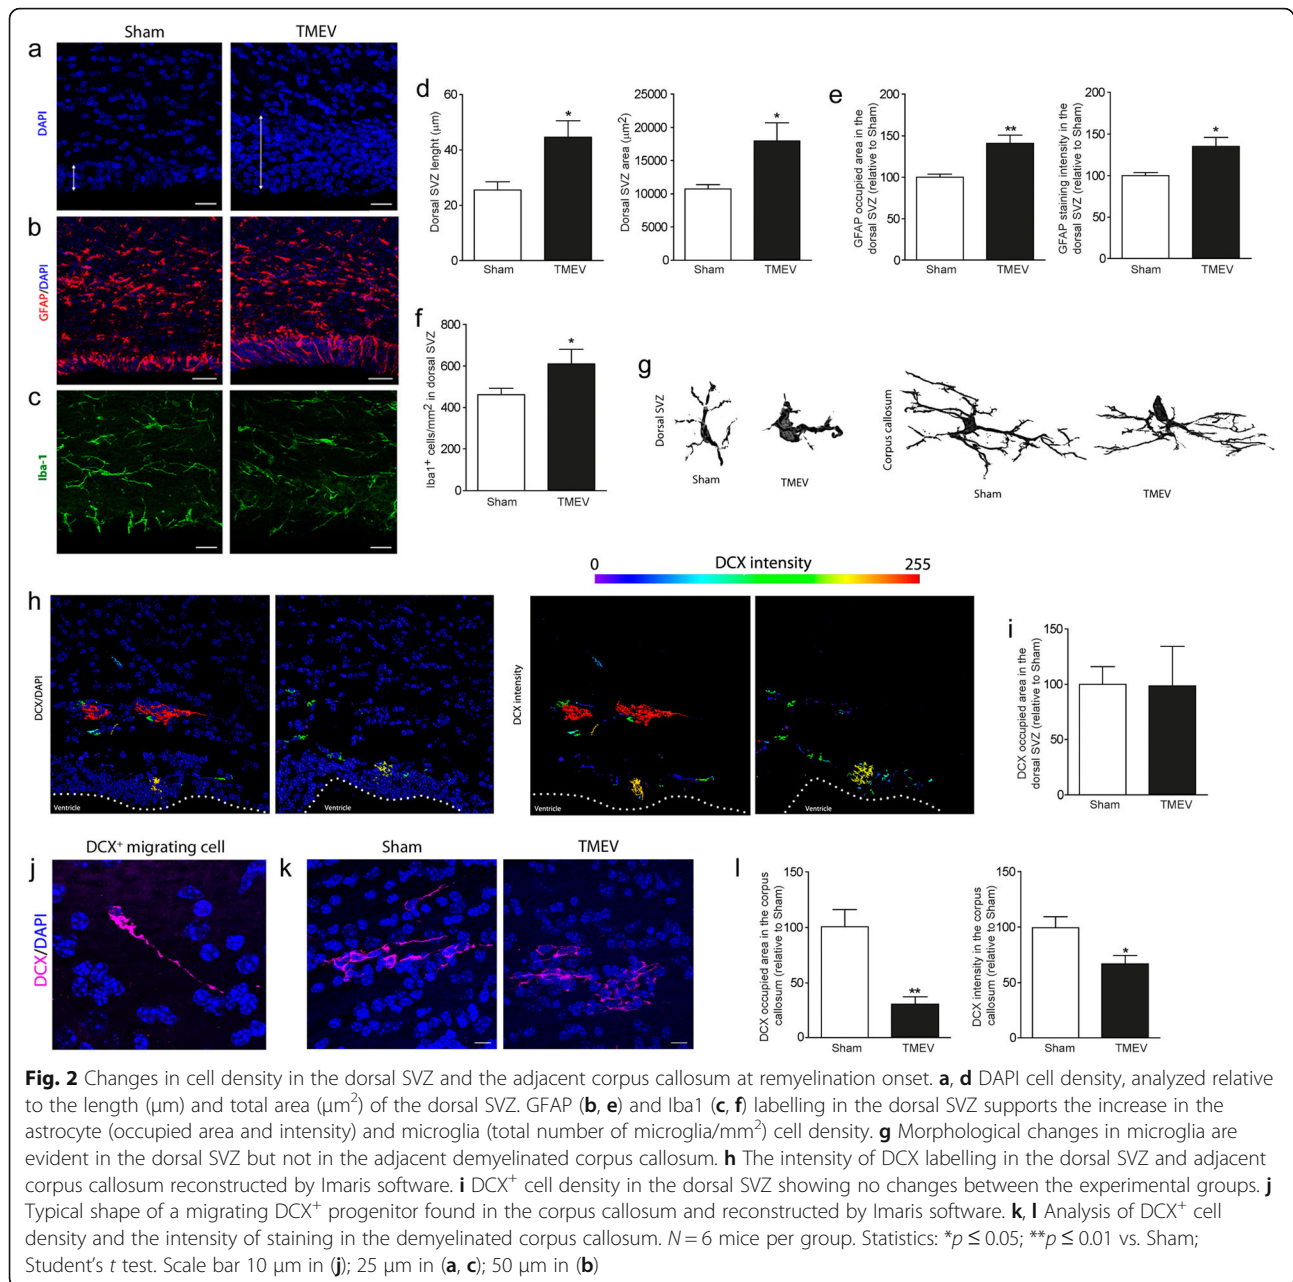 Sham
TMEV
a
DAPI
b
GFAP/DAPI
c
Iba-1
d
Dorsal SVZ lenght (μm)
60
40
20
0
Sham
TMEV
*
Dorsal SVZ area (μm²)
25000
20000
15000
10000
5000
0
Sham
TMEV
*
e
GFAP occupied area in the
dorsal SVZ (relative to Sham)
200
150
100
50
0
Sham
TMEV
**
GFAP staining intensity in the
dorsal SVZ (relative to Sham)
200
150
100
50
0
Sham
TMEV
*
f
Iba1⁺ cells/mm2 in dorsal SVZ
800
600
400
200
0
Sham
TMEV
*
g
Dorsal SVZ
Sham
TMEV
Corpus callosum
Sham
TMEV
DCX intensity
0
255
h
DCX/DAPI
Ventricle
Ventricle
DCX intensity
Ventricle
Ventricle
i
DCX occupied area in the
dorsal SVZ (relative to Sham)
150
100
50
0
Sham
TMEV
j
DCX⁺ migrating cell
DCX/DAPI
k
Sham
TMEV
l
DCX occupied area in the corpus
callosum (relative to Sham)
150
100
50
0
Sham
TMEV
**
DCX intensity in the corpus
callosum (relative to Sham)
150
100
50
0
Sham
TMEV
*
Fig. 2 Changes in cell density in the dorsal SVZ and the adjacent corpus callosum at remyelination onset. a, d DAPI cell density, analyzed relative
to the length (μm) and total area (μm²) of the dorsal SVZ. GFAP (b, e) and Iba1 (c, f) labelling in the dorsal SVZ supports the increase in the
astrocyte (occupied area and intensity) and microglia (total number of microglia/mm²) cell density. g Morphological changes in microglia are
evident in the dorsal SVZ but not in the adjacent demyelinated corpus callosum. h The intensity of DCX labelling in the dorsal SVZ and adjacent
corpus callosum reconstructed by Imaris software. i DCX⁺ cell density in the dorsal SVZ showing no changes between the experimental groups. j
Typical shape of a migrating DCX⁺ progenitor found in the corpus callosum and reconstructed by Imaris software. k, l Analysis of DCX⁺ cell
density and the intensity of staining in the demyelinated corpus callosum. N = 6 mice per group. Statistics: *p ≤ 0.05; **p ≤ 0.01 vs. Sham;
Student's t test. Scale bar 10 μm in (j); 25 μm in (a, c); 50 μm in (b)